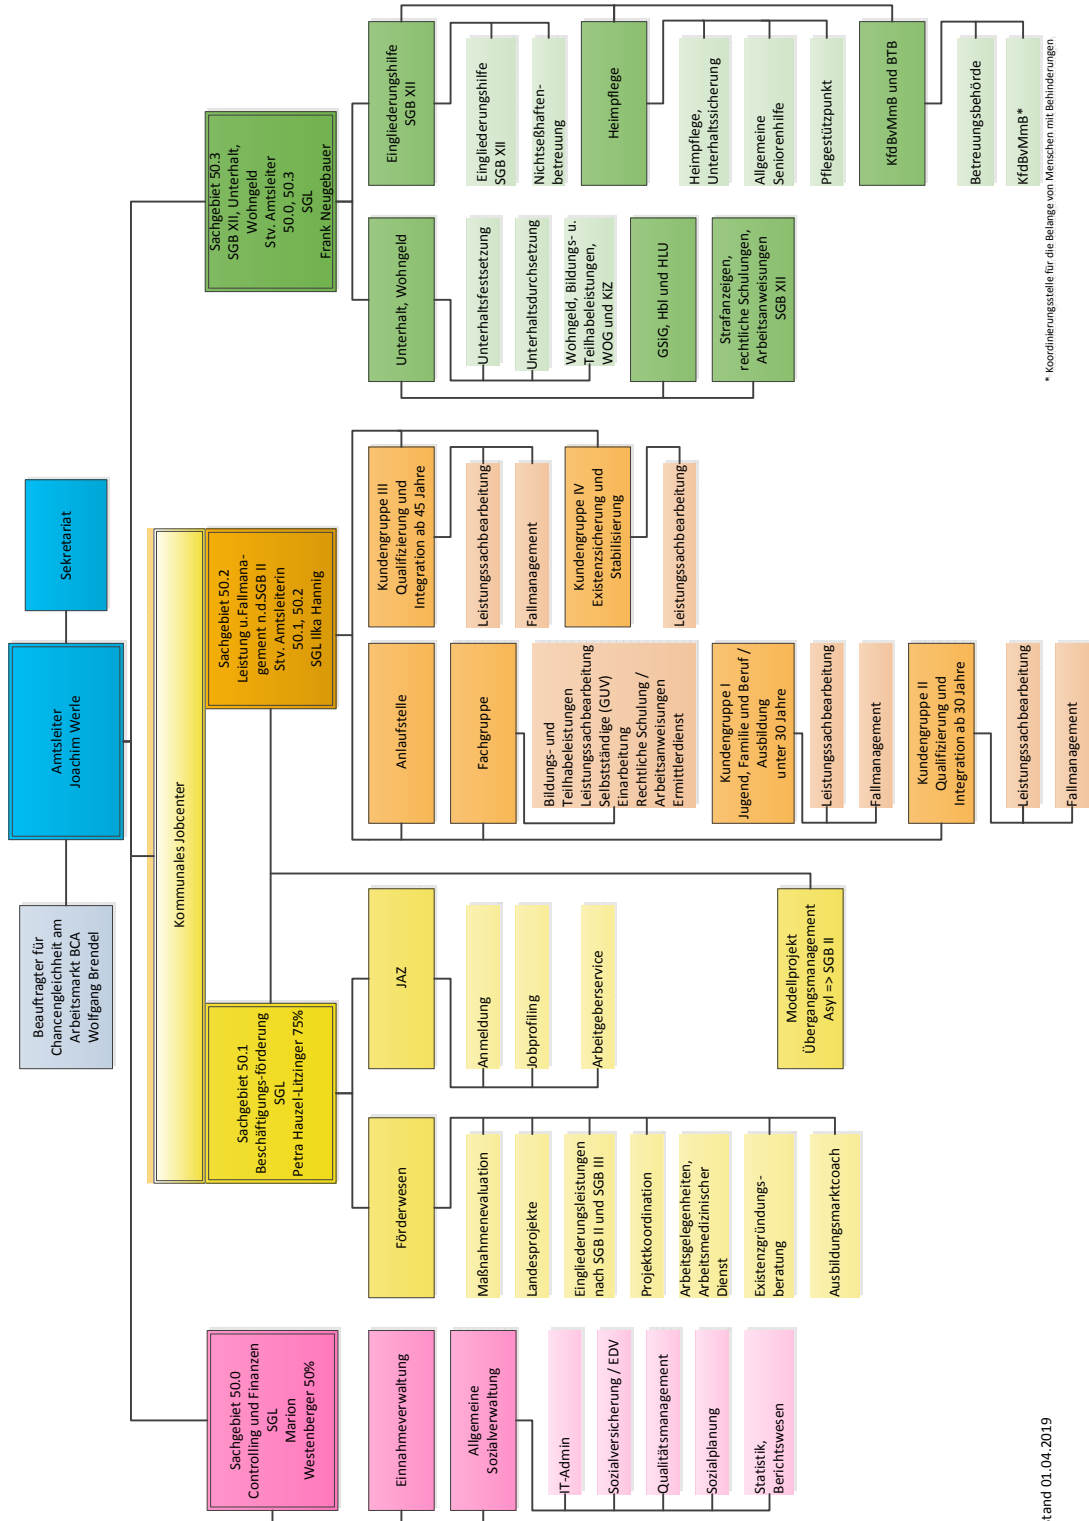 Amtsleiter
Joachim Werle
Sekretariat
Beauftragter für
Chancengleichheit am
Arbeitsmarkt BCA
Wolfgang Brendel
Kommunales Jobcenter
Sachgebiet 50.0
Controlling und Finanzen
SGL
Marion
Westenberger 50%
Einnahmeverwaltung
Allgemeine
Sozialverwaltung
IT-Admin
Sozialversicherung / EDV
Qualitätsmanagement
Sozialplanung
Statistik,
Berichtswesen
Sachgebiet 50.1
Beschäftigungs-förderung
SGL
Petra Hauzel-Litzinger 75%
Förderwesen
Maßnahmenevaluation
Landesprojekte
Eingliederungsleistungen
nach SGB II und SGB III
Projektkoordination
Arbeitsgelegenheiten,
Arbeitsmedizinischer
Dienst
Existenzgründungs-
beratung
Ausbildungsmarktcoach
JAZ
Anmeldung
Jobprofiling
Arbeitgeberservice
Modellprojekt
Übergangsmanagement
Asyl => SGB II
Sachgebiet 50.2
Leistung u.Fallmana-
gement n.d.SGB II
Stv. Amtsleiterin
50.1, 50.2
SGL Ilka Hannig
Anlaufstelle
Fachgruppe
Bildungs- und
Teilhabeleistungen
Leistungssachbearbeitung
Selbstständige (GUV)
Einarbeitung
Rechtliche Schulung /
Arbeitsanweisungen
Ermittlerdienst
Kundengruppe I
Jugend, Familie und Beruf /
Ausbildung
unter 30 Jahre
Leistungssachbearbeitung
Fallmanagement
Kundengruppe II
Qualifizierung und
Integration ab 30 Jahre
Leistungssachbearbeitung
Fallmanagement
Kundengruppe III
Qualifizierung und
Integration ab 45 Jahre
Leistungssachbearbeitung
Fallmanagement
Kundengruppe IV
Existenzsicherung und
Stabilisierung
Leistungssachbearbeitung
Sachgebiet 50.3
SGB XII, Unterhalt,
Wohngeld
Stv. Amtsleiter
50.0, 50.3
SGL
Frank Neugebauer
Unterhalt, Wohngeld
Unterhaltsfestsetzung
Unterhaltsdurchsetzung
Wohngeld, Bildungs- u.
Teilhabeleistungen,
WOG und KiZ
GSiG, Hbl und HLU
Strafanzeigen,
rechtliche Schulungen,
Arbeitsanweisungen
SGB XII
Eingliederungshilfe
SGB XII
Eingliederungshilfe
SGB XII
Nichtseßhaften-
betreuung
Heimpflege
Heimpflege,
Unterhaltssicherung
Allgemeine
Seniorenhilfe
Pflegestützpunkt
KfdBvMmB und BTB
Betreuungsbehörde
KfdBvMmB*
* Koordinierungsstelle für die Belange von Menschen mit Behinderungen
tand 01.04.2019